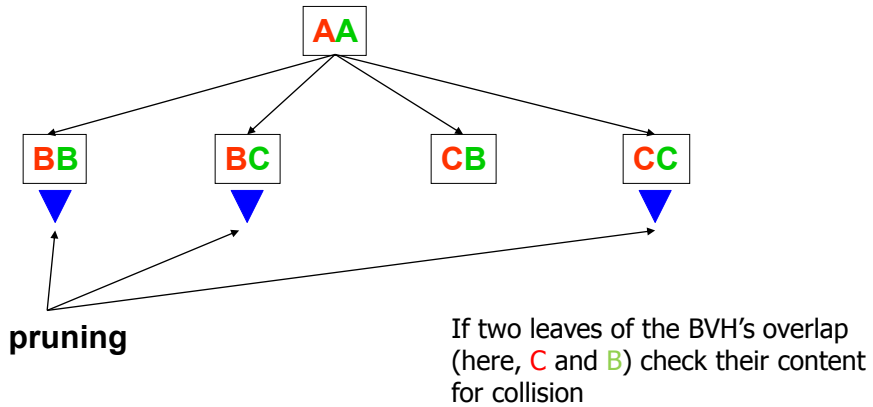 AA
BB BC CB CC
pruning
If two leaves of the BVH's overlap
(here, C and B) check their content
for collision